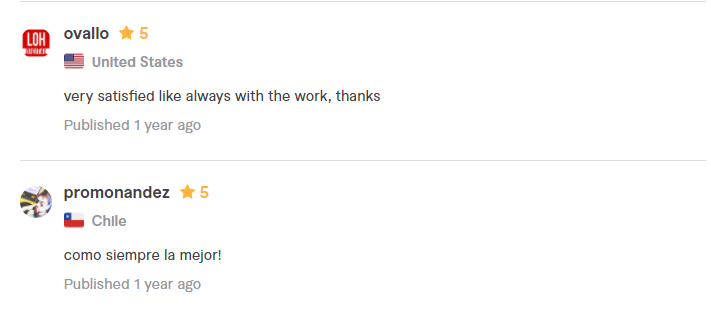 LOH
ovallo 5
United States
very satisfied like always with the work, thanks
Published 1 year ago
promonandez 5
Chile
como siempre la mejor!
Published 1 year ago